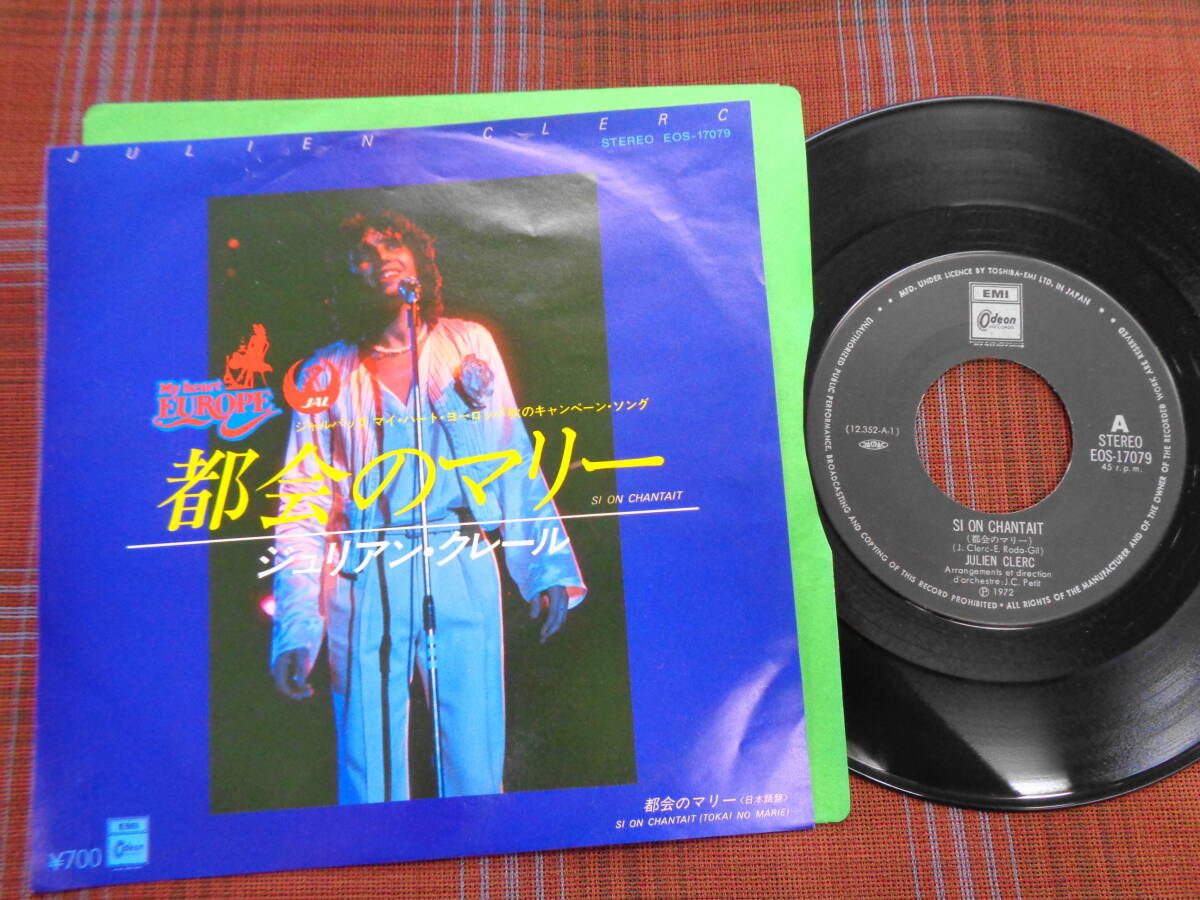 JULIEN CLERC
STEREO EOS-17079
My heart
EUROPE
JAL
ジャルパック マイ・ハート・ヨーロッパ秋のキャンペーン・ソング
都会のマリー
SI ON CHANTAIT
ジュリアン・クレール
都会のマリー〈日本語盤〉
SI ON CHANTAIT (TOKAI NO MARIE)
¥700
EMI
Odeon
MFD. UNDER LICENCE BY TOSHIBA-EMI LTD. IN JAPAN
UNAUTHORIZED PUBLIC PERFORMANCE, BROADCASTING AND COPYING OF THIS RECORD PROHIBITED • ALL RIGHTS OF THE MANUFACTURER AND OF THE OWNER OF THE RECORDED WORK ARE RESERVED
EMI
Odeon
(12.352-A-1)
JASRAC
A
STEREO
EOS-17079
45 r.p.m.
SI ON CHANTAIT
(都会のマリー)
(J. Clerc-E. Roda-Gil)
JULIEN CLERC
Arrangements et direction
d'orchestre: J.C. Petit
Ⓟ 1972